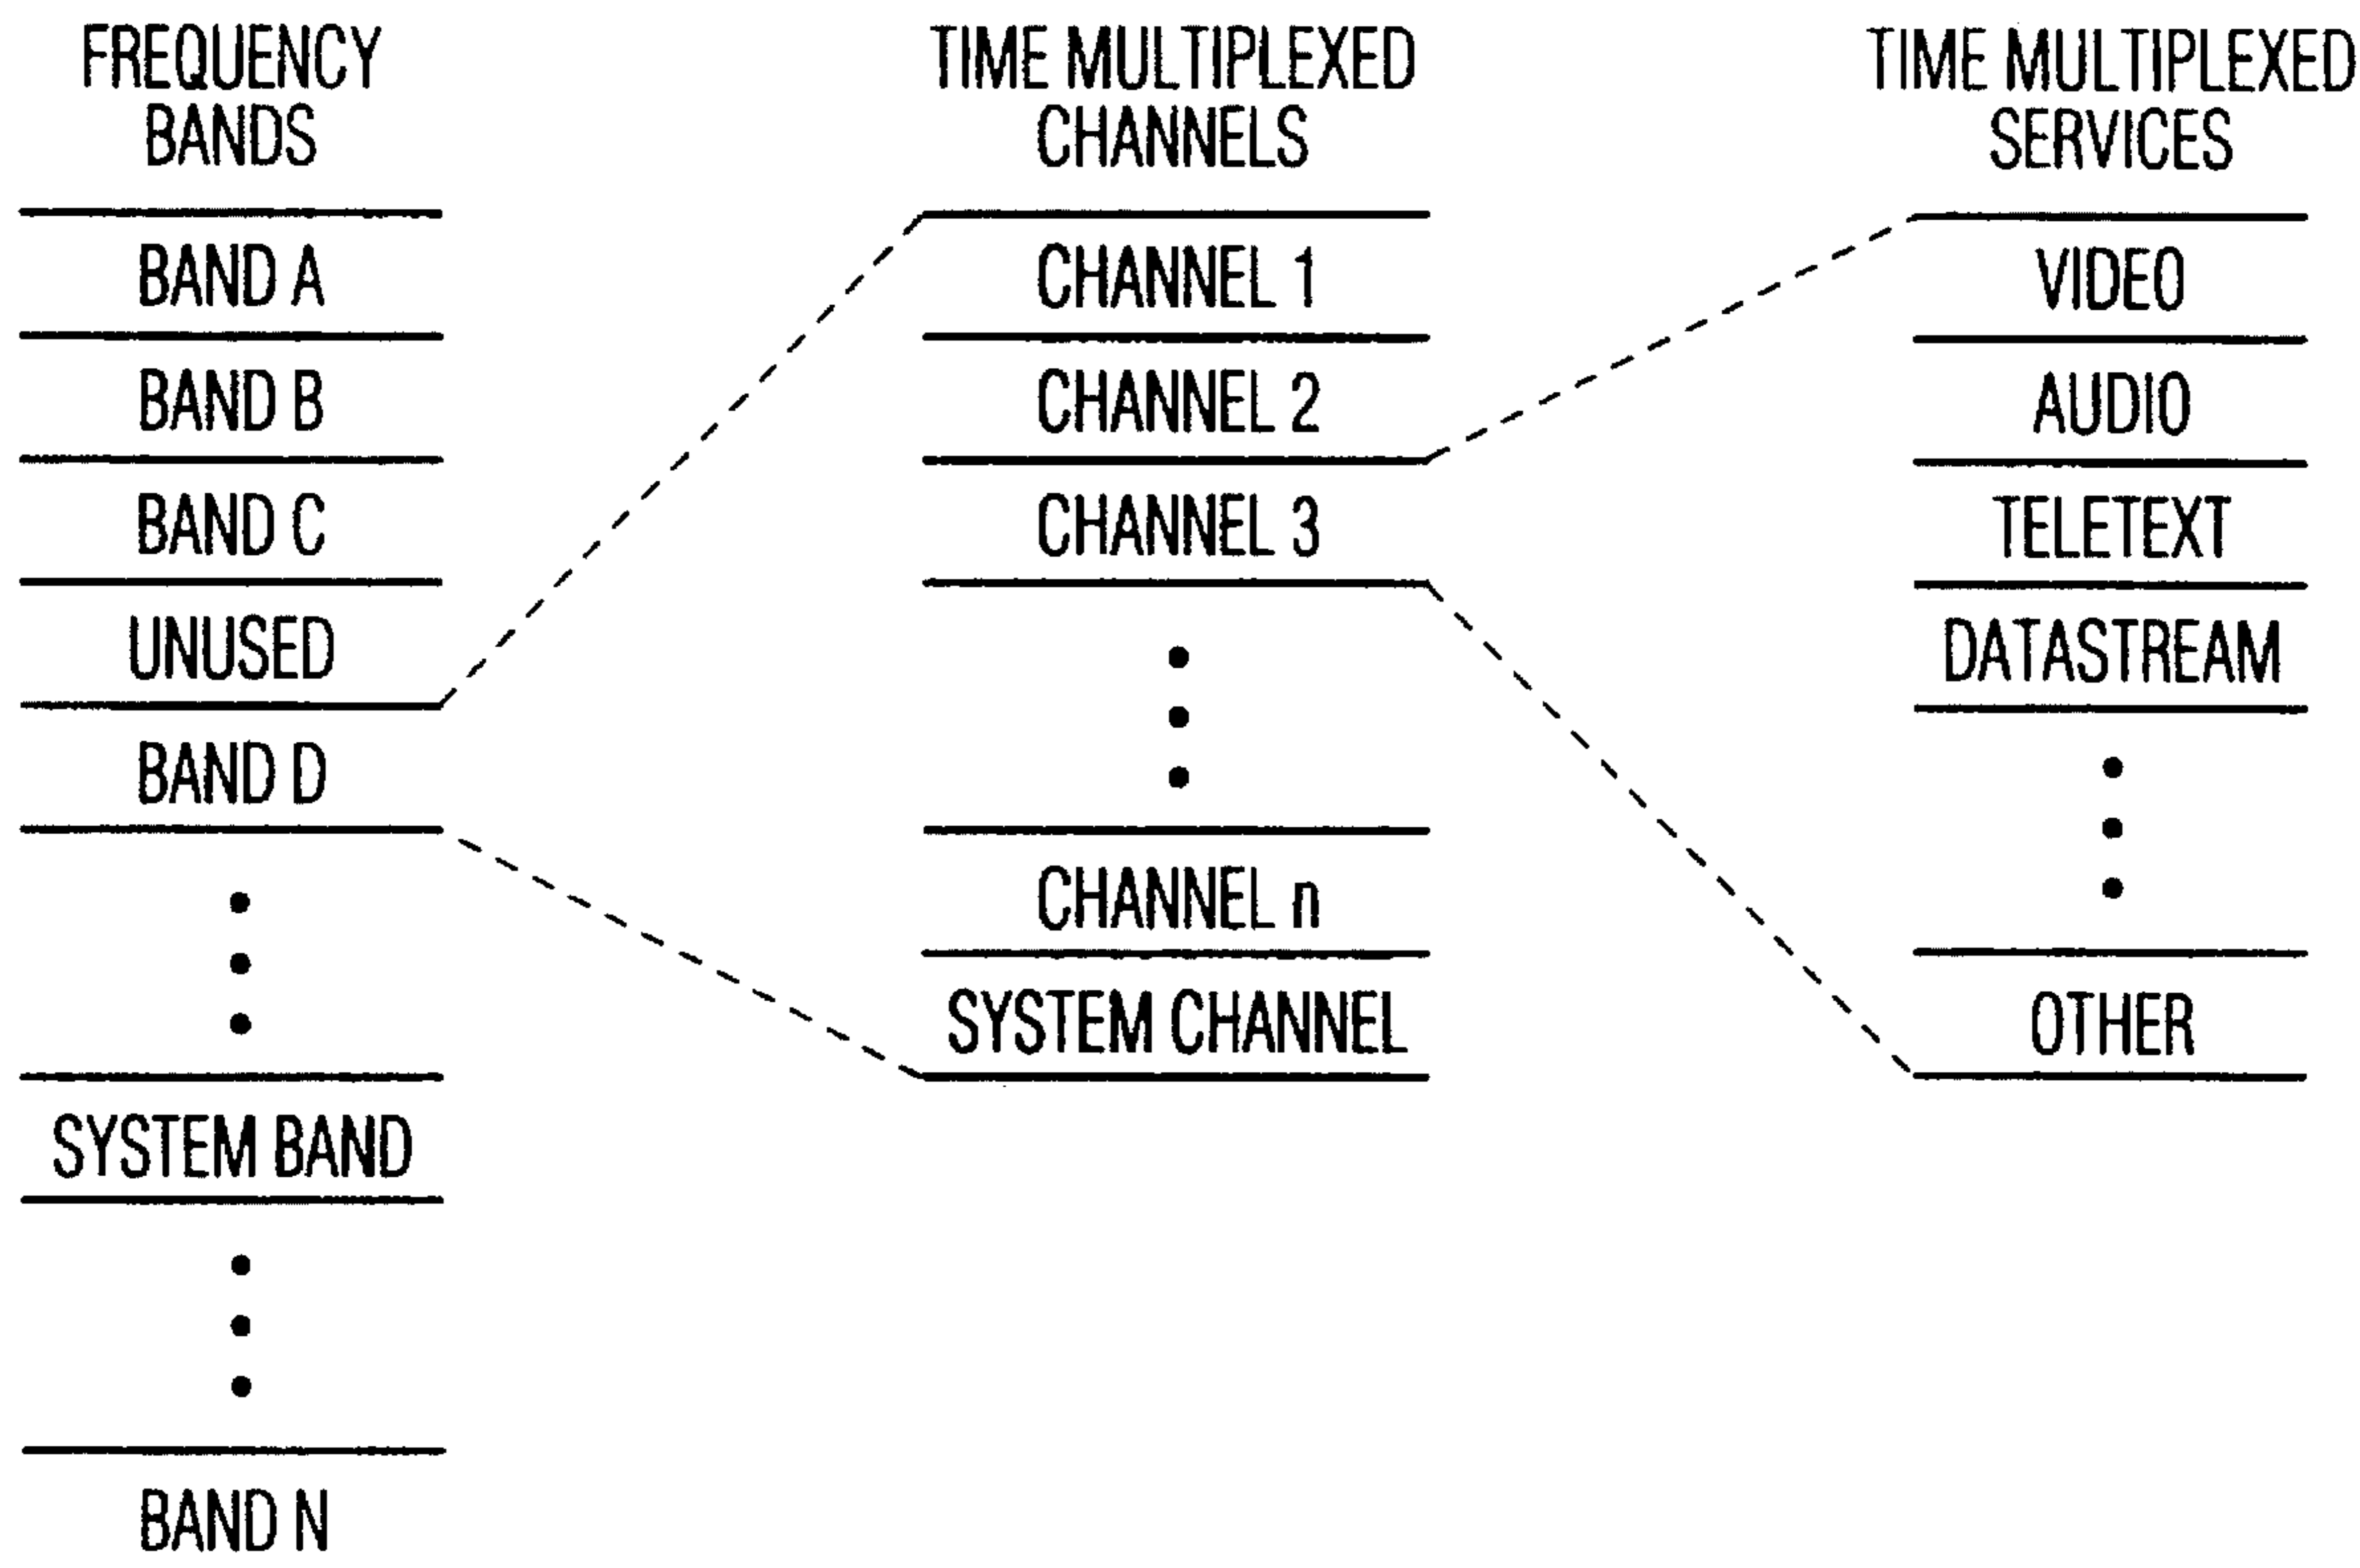 FREQUENCY
BANDS
BAND A
BAND B
BAND C
UNUSED
BAND D
SYSTEM BAND
BAND N
TIME MULTIPLEXED
CHANNELS
CHANNEL 1
CHANNEL 2
CHANNEL 3
CHANNEL n
SYSTEM CHANNEL
TIME MULTIPLEXED
SERVICES
VIDEO
AUDIO
TELETEXT
DATASTREAM
OTHER